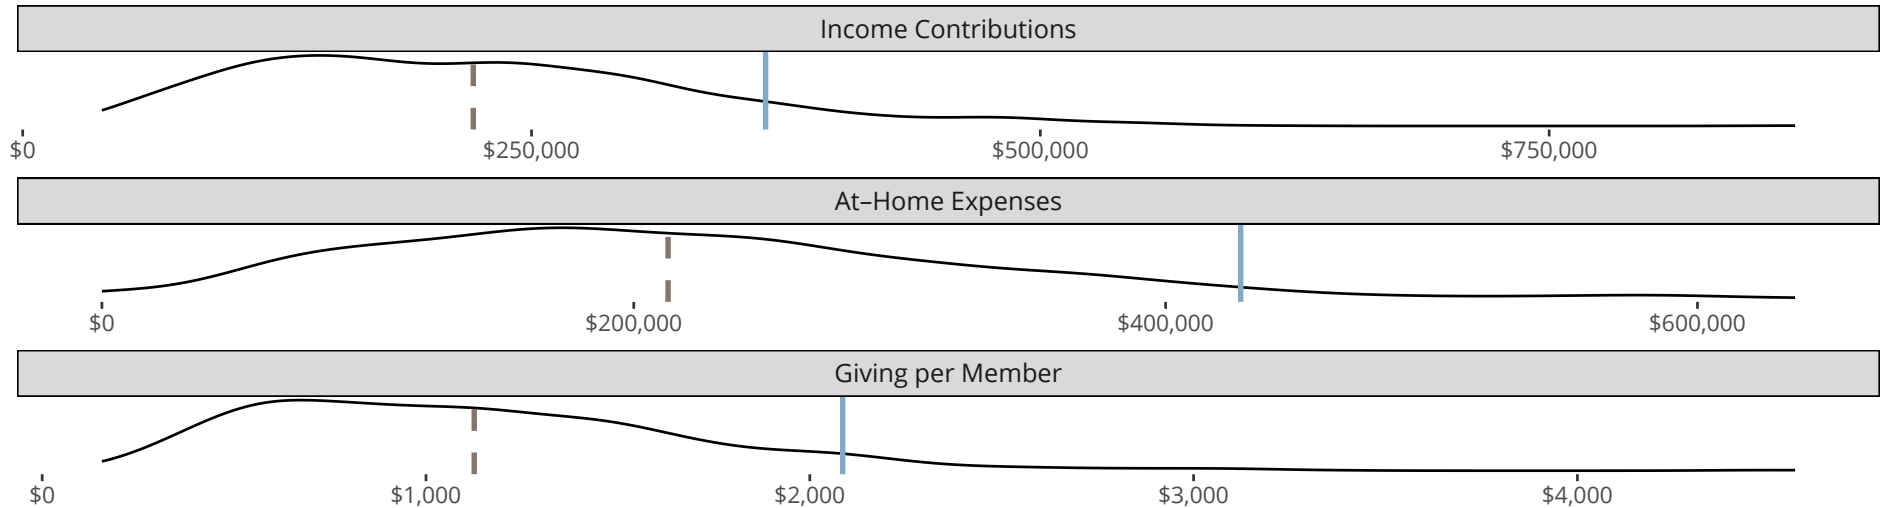 Income Contributions
$0 $250,000 $500,000 $750,000
At–Home Expenses
$0 $200,000 $400,000 $600,000
Giving per Member
$0 $1,000 $2,000 $3,000 $4,000